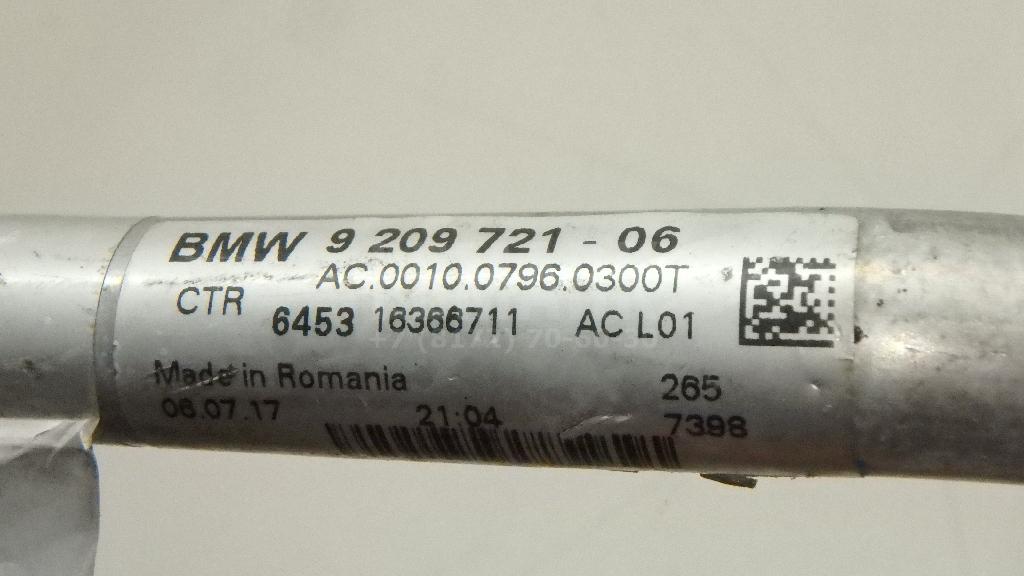 BMW 9 209 721 - 06
AC.0010.0796.0300T
CTR
6453 16366711 AC L01
Made in Romania 265
06.07.17 21:04 7398